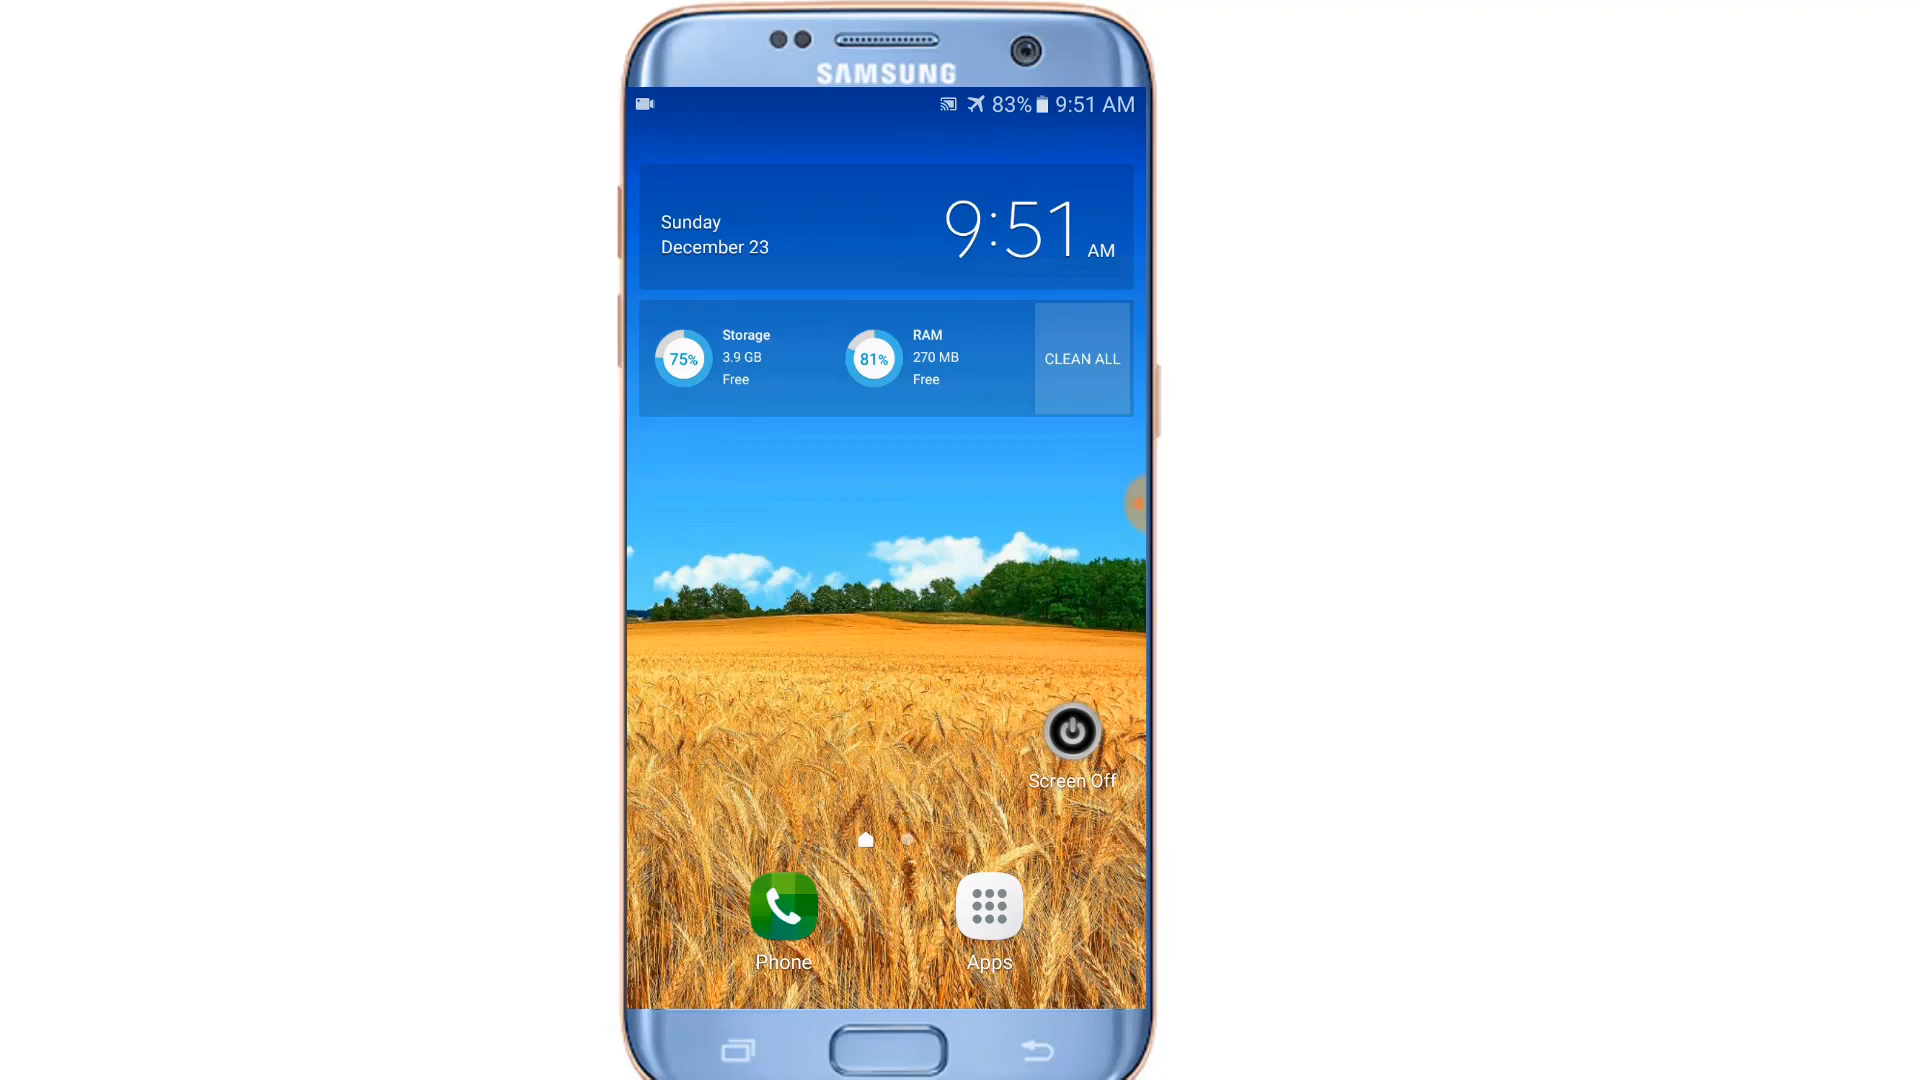 SAMSUNG
83% 9:51 AM
Sunday
December 23
9:51 AM
75%
Storage
3.9 GB
Free
81%
RAM
270 MB
Free
CLEAN ALL
Screen Off
Phone
Apps